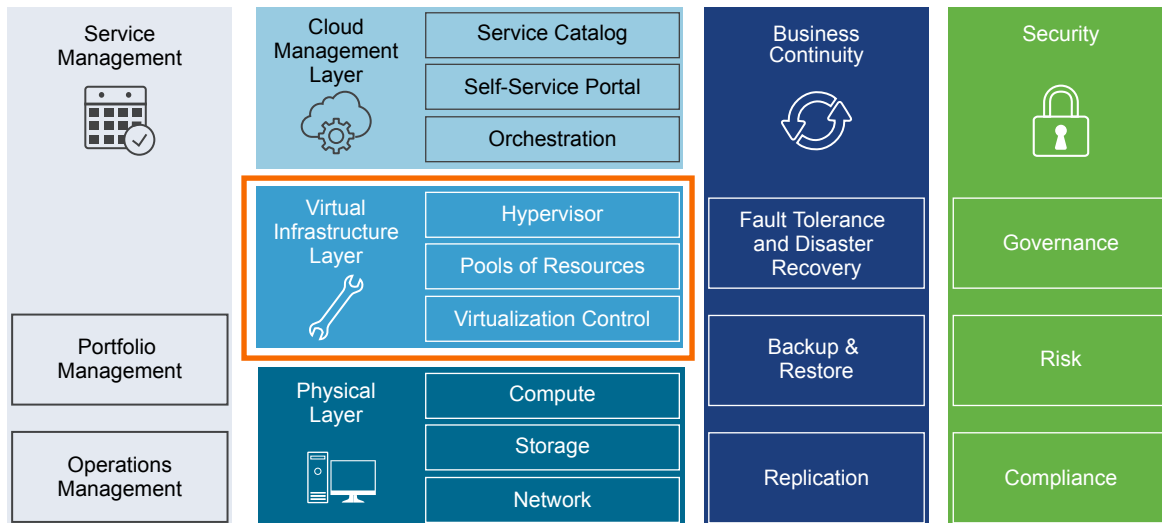 Service
Management
Portfolio
Management
Operations
Management
Cloud
Management
Layer
Service Catalog
Self-Service Portal
Orchestration
Virtual
Infrastructure
Layer
Hypervisor
Pools of Resources
Virtualization Control
Physical
Layer
Compute
Storage
Network
Business
Continuity
Fault Tolerance
and Disaster
Recovery
Backup &
Restore
Replication
Security
Governance
Risk
Compliance